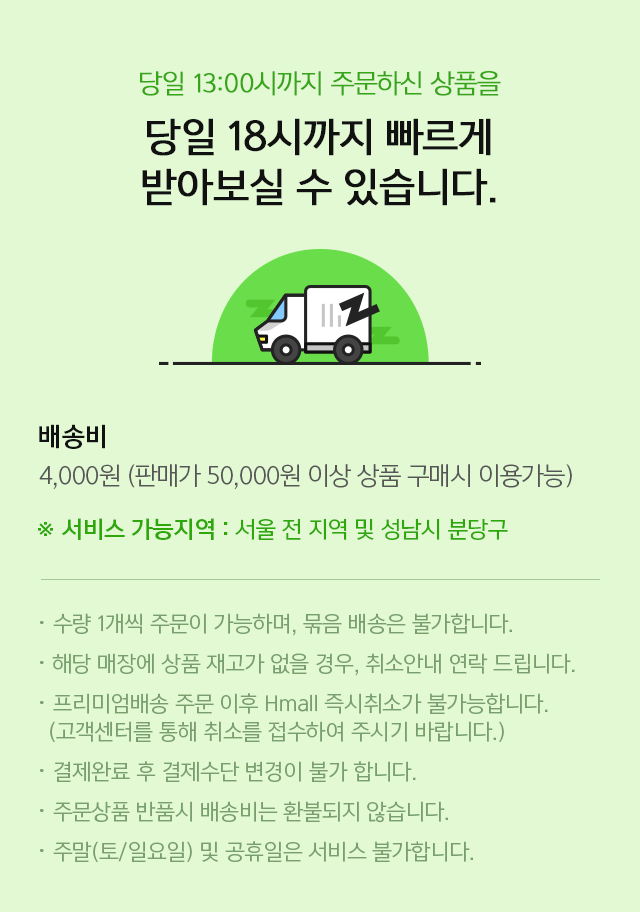 당일 13:00시까지 주문하신 상품을
당일 18시까지 빠르게
받아보실 수 있습니다.
배송비
4,000원 (판매가 50,000원 이상 상품 구매시 이용가능)
※ 서비스 가능지역 : 서울 전 지역 및 성남시 분당구
· 수량 1개씩 주문이 가능하며, 묶음 배송은 불가합니다.
· 해당 매장에 상품 재고가 없을 경우, 취소안내 연락 드립니다.
· 프리미엄배송 주문 이후 Hmall 즉시취소가 불가능합니다.
(고객센터를 통해 취소를 접수하여 주시기 바랍니다.)
· 결제완료 후 결제수단 변경이 불가 합니다.
· 주문상품 반품시 배송비는 환불되지 않습니다.
· 주말(토/일요일) 및 공휴일은 서비스 불가합니다.